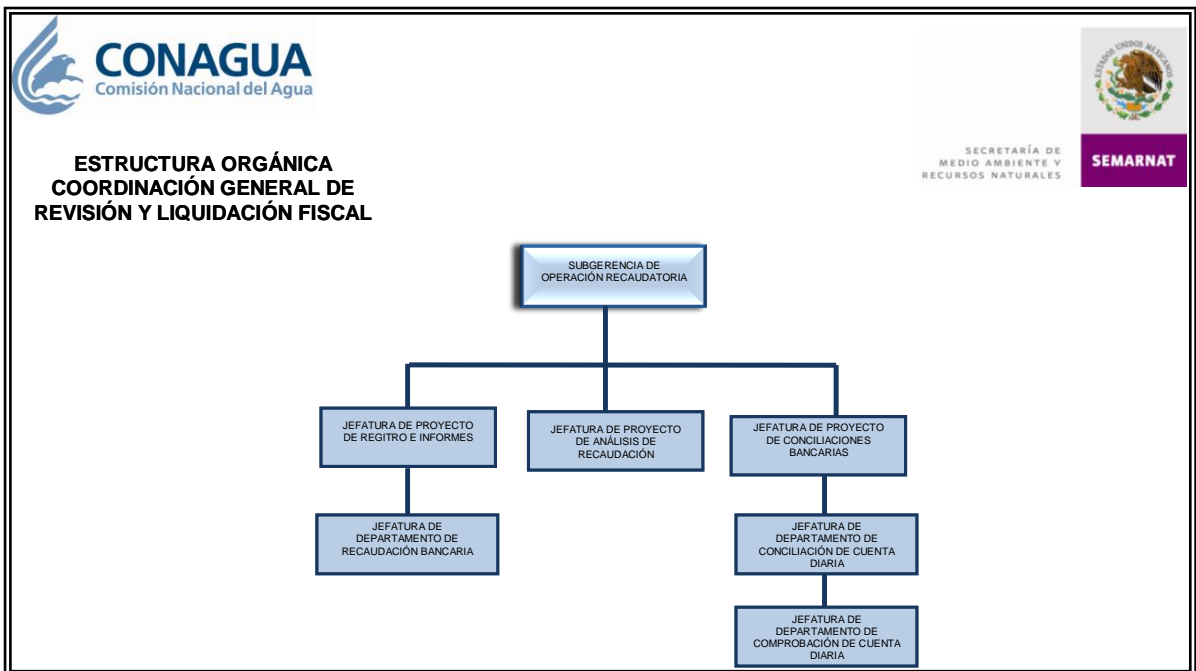 CONAGUA
Comisión Nacional del Agua
ESTADOS UNIDOS MEXICANOS
SECRETARÍA DE
MEDIO AMBIENTE Y
RECURSOS NATURALES
SEMARNAT
ESTRUCTURA ORGÁNICA
COORDINACIÓN GENERAL DE
REVISIÓN Y LIQUIDACIÓN FISCAL
SUBGERENCIA DE
OPERACIÓN RECAUDATORIA
JEFATURA DE PROYECTO
DE REGITRO E INFORMES
JEFATURA DE PROYECTO
DE ANÁLISIS DE
RECAUDACIÓN
JEFATURA DE PROYECTO
DE CONCILIACIONES
BANCARIAS
JEFATURA DE
DEPARTAMENTO DE
RECAUDACIÓN BANCARIA
JEFATURA DE
DEPARTAMENTO DE
CONCILIACIÓN DE CUENTA
DIARIA
JEFATURA DE
DEPARTAMENTO DE
COMPROBACIÓN DE CUENTA
DIARIA